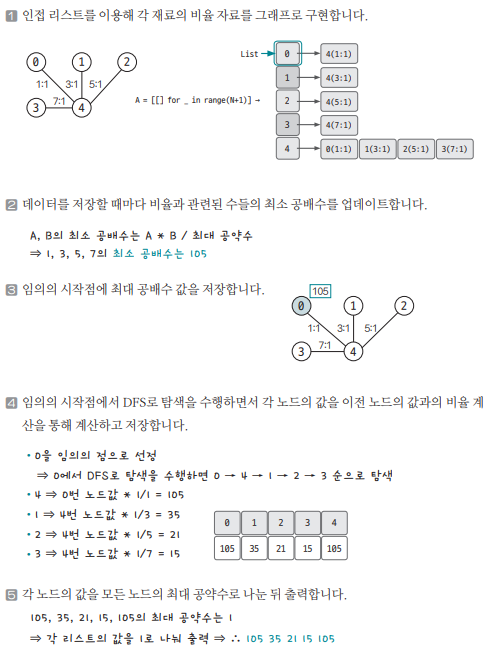 1 인접 리스트를 이용해 각 재료의 비율 자료를 그래프로 구현합니다.
0 1 2
1:1 3:1 5:1
7:1
3 4
List
A = [[] for _ in range(N+1)] →
0 4(1:1)
1 4(3:1)
2 4(5:1)
3 4(7:1)
4 0(1:1) 1(3:1) 2(5:1) 3(7:1)
2 데이터를 저장할 때마다 비율과 관련된 수들의 최소 공배수를 업데이트합니다.
A, B의 최소 공배수는 A * B / 최대 공약수
⇒ 1, 3, 5, 7의 최소 공배수는 105
3 임의의 시작점에 최대 공배수 값을 저장합니다.
105
0 1 2
1:1 3:1 5:1
7:1
3 4
4 임의의 시작점에서 DFS로 탐색을 수행하면서 각 노드의 값을 이전 노드의 값과의 비율 계
산을 통해 계산하고 저장합니다.
• 0을 임의의 점으로 선정
⇒ 0에서 DFS로 탐색을 수행하면 0 → 4 → 1 → 2 → 3 순으로 탐색
• 4 ⇒ 0번 노드값 * 1/1 = 105
• 1 ⇒ 4번 노드값 * 1/3 = 35
• 2 ⇒ 4번 노드값 * 1/5 = 21
• 3 ⇒ 4번 노드값 * 1/7 = 15
0 1 2 3 4
105 35 21 15 105
5 각 노드의 값을 모든 노드의 최대 공약수로 나눈 뒤 출력합니다.
105, 35, 21, 15, 105의 최대 공약수는 1
⇒ 각 리스트의 값을 1로 나눠 출력 ⇒ ∴ 105 35 21 15 105